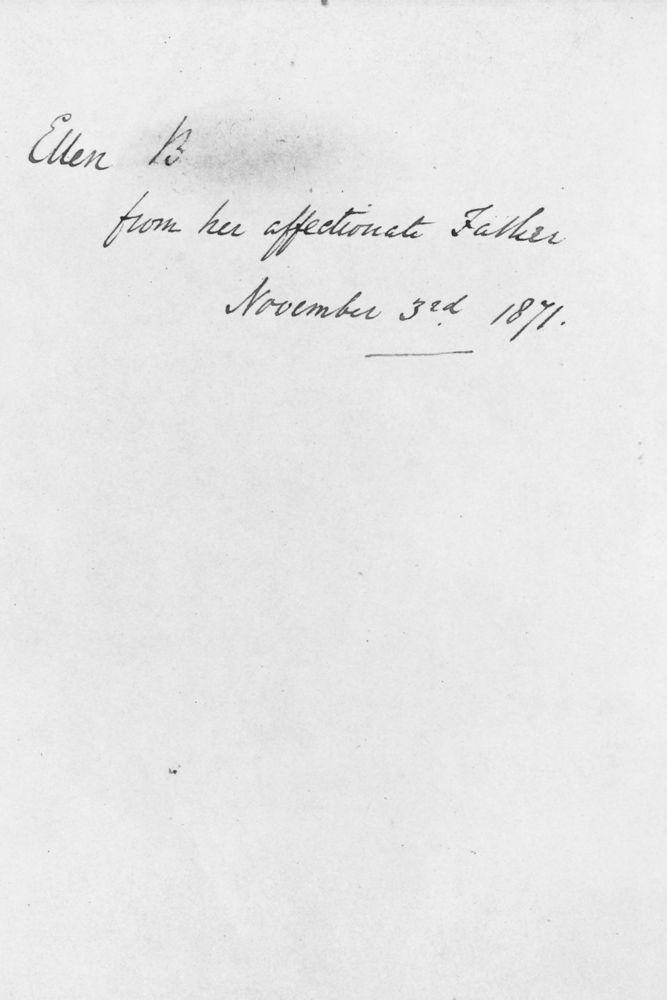 Ellen B
from her affectionate Father
November 3rd 1871.